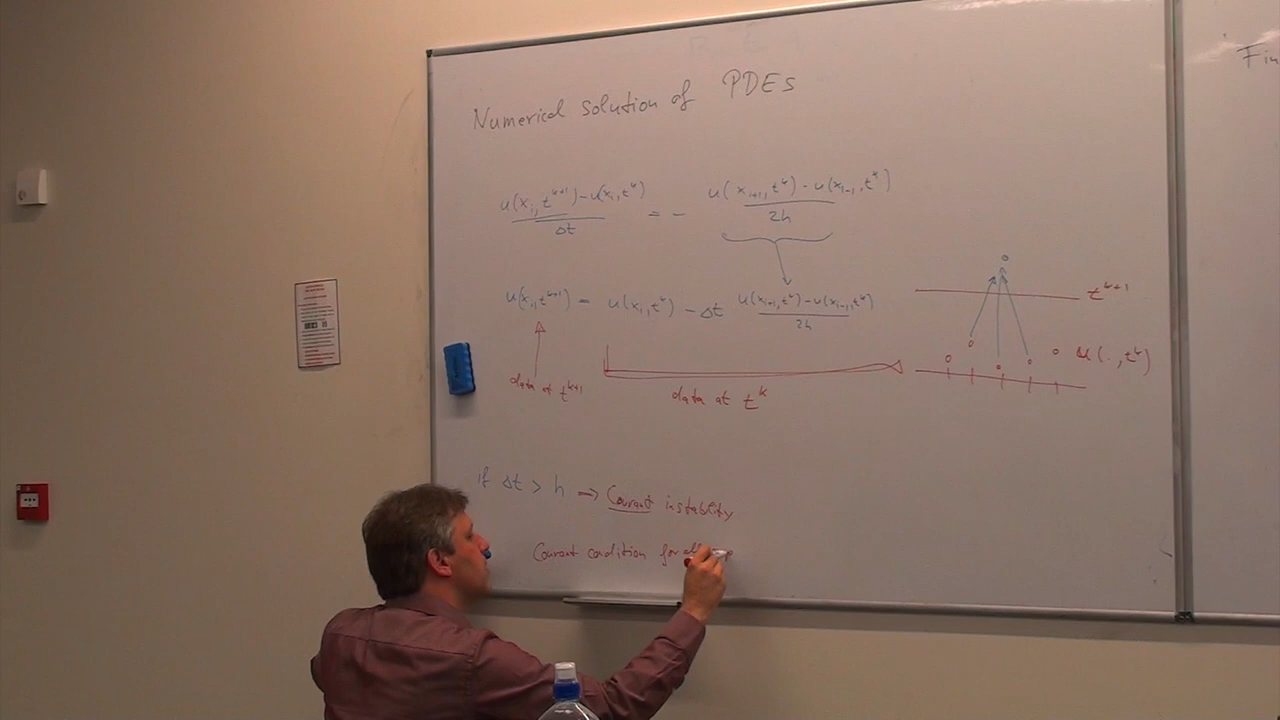 Fin
Numerical solution of PDEs
u(x_i, t^{k+1}) - u(x_i, t^k) / Δt = - u(x_{i+1}, t^k) - u(x_{i-1}, t^k) / 2h
u(x_i, t^{k+1}) = u(x_i, t^k) - Δt u(x_{i+1}, t^k) - u(x_{i-1}, t^k) / 2h
t^{k+1}
u(., t^k)
data at t^{k+1}
data at t^k
if Δt > h => Courant instability
Courant condition for